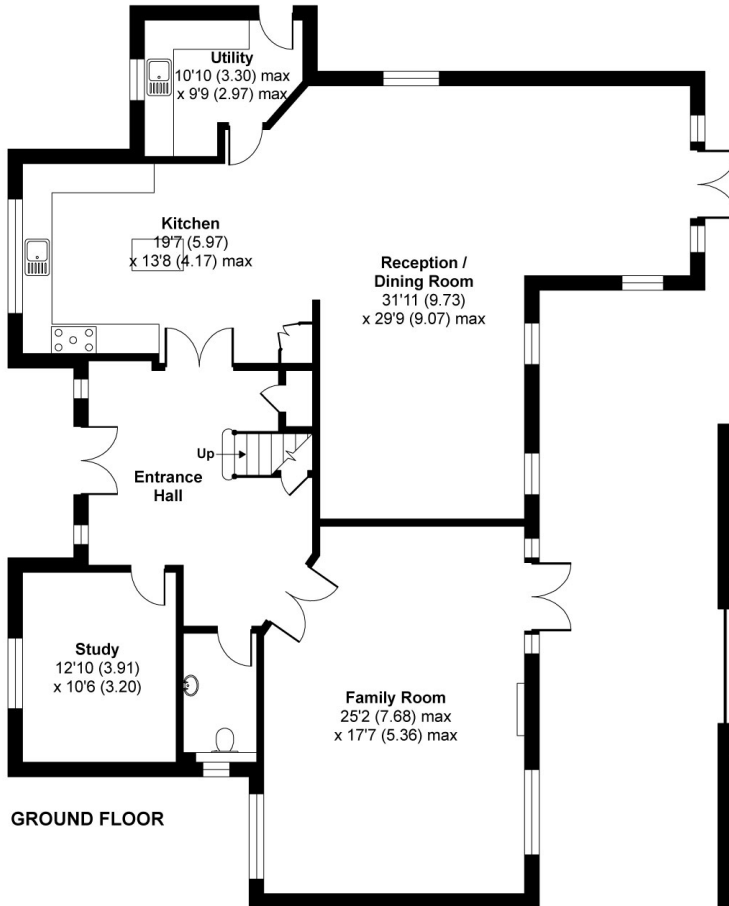 Utility
10'10 (3.30) max
x 9'9 (2.97) max
Kitchen
19'7 (5.97)
x 13'8 (4.17) max
Reception /
Dining Room
31'11 (9.73)
x 29'9 (9.07) max
Up
Entrance
Hall
Study
12'10 (3.91)
x 10'6 (3.20)
Family Room
25'2 (7.68) max
x 17'7 (5.36) max
GROUND FLOOR